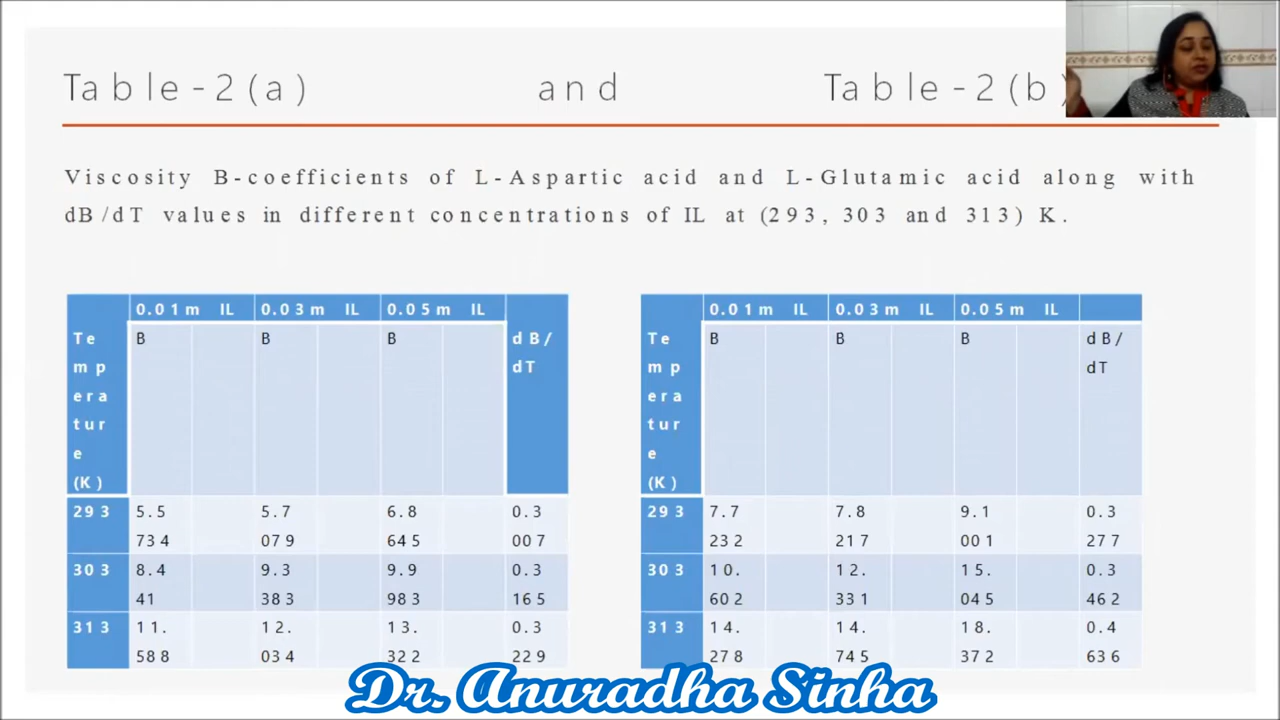 Table-2(a) and Table-2(b)
Viscosity B-coefficients of L-Aspartic acid and L-Glutamic acid along with
dB/dT values in different concentrations of IL at (293, 303 and 313) K.
Temperature (K) 0.01m IL 0.03m IL 0.05m IL
B B B dB/dT
293 5.5734 5.7079 6.8645 0.3007
303 8.441 9.3383 9.9983 0.3165
313 11.588 12.034 13.322 0.3229
Temperature (K) 0.01m IL 0.03m IL 0.05m IL
B B B dB/dT
293 7.7232 7.8217 9.1001 0.3277
303 10.602 12.331 15.045 0.3462
313 14.278 14.745 18.372 0.4636
Dr. Anuradha Sinha